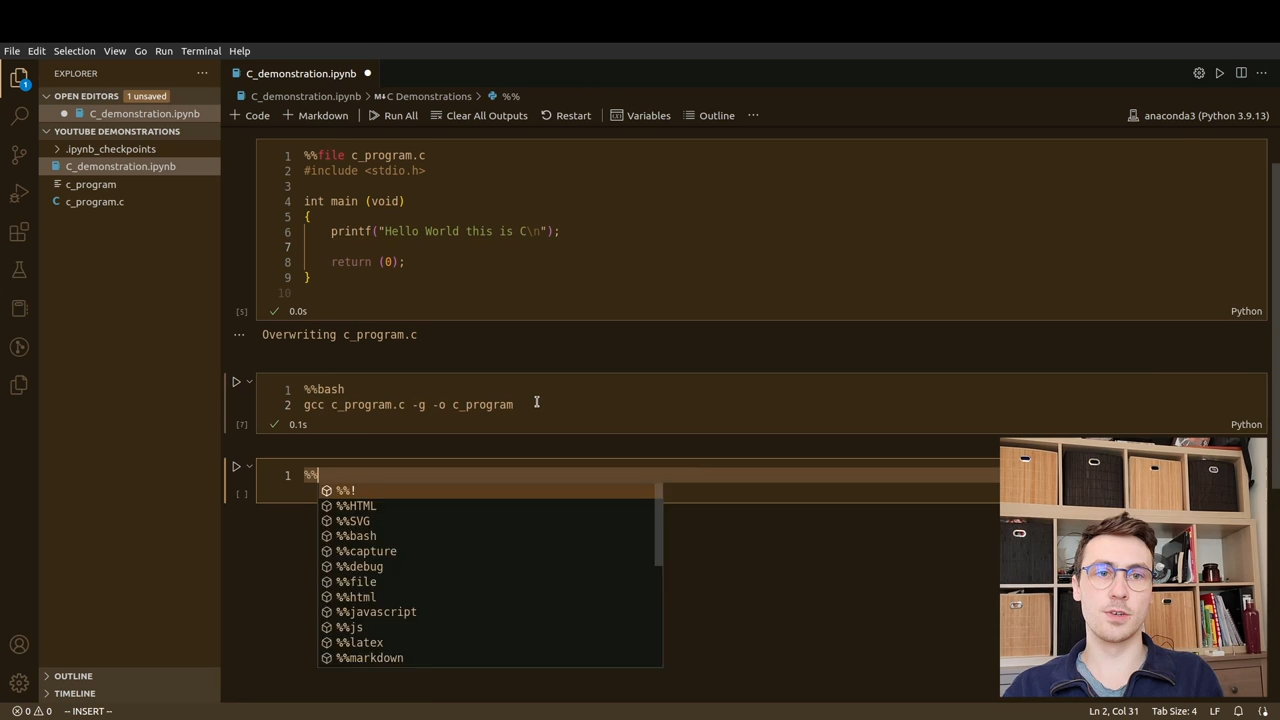 File Edit Selection View Go Run Terminal Help
EXPLORER ...
OPEN EDITORS 1 unsaved
C_demonstration.ipynb
YOUTUBE DEMONSTRATIONS
.ipynb_checkpoints
C_demonstration.ipynb
c_program
C c_program.c
OUTLINE
TIMELINE
1
C_demonstration.ipynb
C_demonstration.ipynb > M↓C Demonstrations > %%
+ Code + Markdown Run All Clear All Outputs Restart Variables Outline ... anaconda3 (Python 3.9.13)
1 %%file c_program.c
2 #include <stdio.h>
3
4 int main (void)
5 {
6 printf("Hello World this is C\n");
7
8 return (0);
9 }
10
[5] 0.0s Python
... Overwriting c_program.c
1 %%bash
2 gcc c_program.c -g -o c_program
[7] 0.1s Python
1 %%
[ ]
%%!
%%HTML
%%SVG
%%bash
%%capture
%%debug
%%file
%%html
%%javascript
%%js
%%latex
%%markdown
0 0 -- INSERT -- Ln 2, Col 31 Tab Size: 4 LF